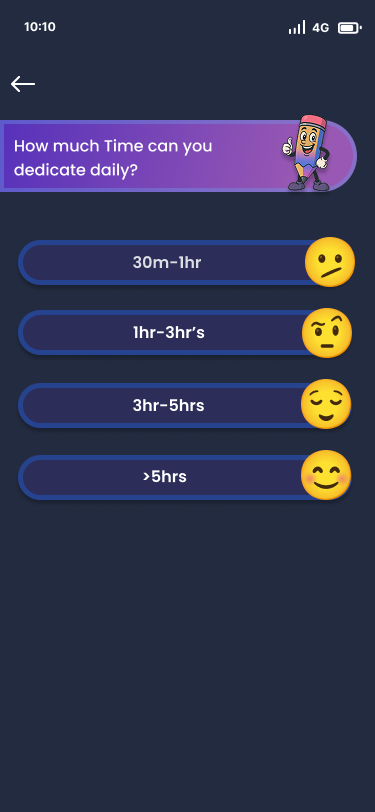 10:10
4G
How much Time can you
dedicate daily?
30m-1hr
1hr-3hr’s
3hr-5hrs
>5hrs